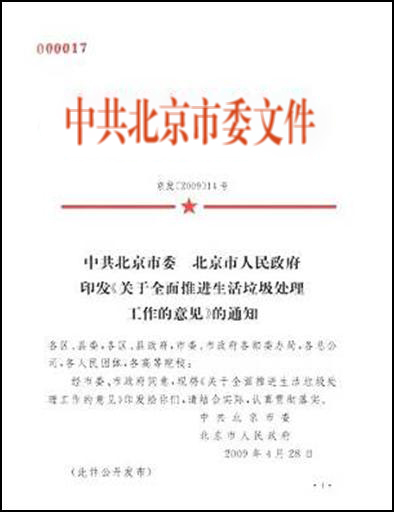 000017
中共北京市委文件
京发〔2009〕14号
中共北京市委 北京市人民政府
印发《关于全面推进生活垃圾处理
工作的意见》的通知
各区、县委,各区、县政府,市委、市政府各部委办局,各总公
司,各人民团体,各高等院校:
经市委、市政府同意,现将《关于全面推进生活垃圾处
理工作的意见》印发给你们,请结合实际,认真贯彻落实。
中共北京市委
北京市人民政府
2009年4月28日
(此件公开发布)
·1·